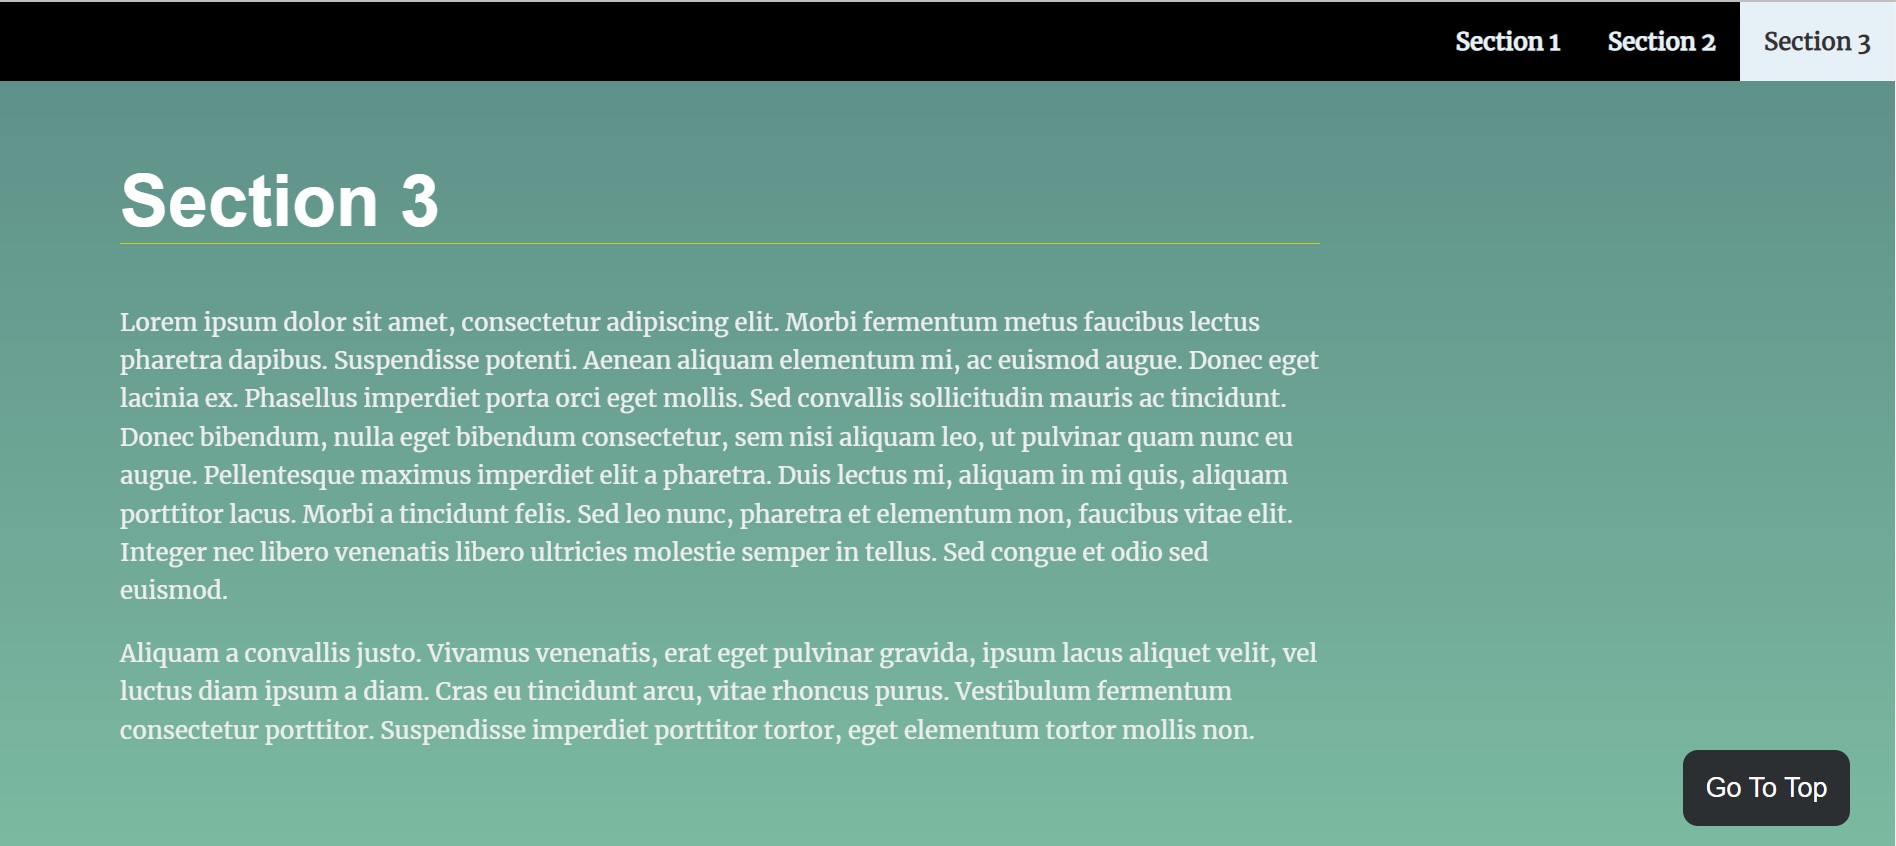 Section 1 Section 2 Section 3
Section 3
Lorem ipsum dolor sit amet, consectetur adipiscing elit. Morbi fermentum metus faucibus lectus
pharetra dapibus. Suspendisse potenti. Aenean aliquam elementum mi, ac euismod augue. Donec eget
lacinia ex. Phasellus imperdiet porta orci eget mollis. Sed convallis sollicitudin mauris ac tincidunt.
Donec bibendum, nulla eget bibendum consectetur, sem nisi aliquam leo, ut pulvinar quam nunc eu
augue. Pellentesque maximus imperdiet elit a pharetra. Duis lectus mi, aliquam in mi quis, aliquam
porttitor lacus. Morbi a tincidunt felis. Sed leo nunc, pharetra et elementum non, faucibus vitae elit.
Integer nec libero venenatis libero ultricies molestie semper in tellus. Sed congue et odio sed
euismod.
Aliquam a convallis justo. Vivamus venenatis, erat eget pulvinar gravida, ipsum lacus aliquet velit, vel
luctus diam ipsum a diam. Cras eu tincidunt arcu, vitae rhoncus purus. Vestibulum fermentum
consectetur porttitor. Suspendisse imperdiet porttitor tortor, eget elementum tortor mollis non.
Go To Top